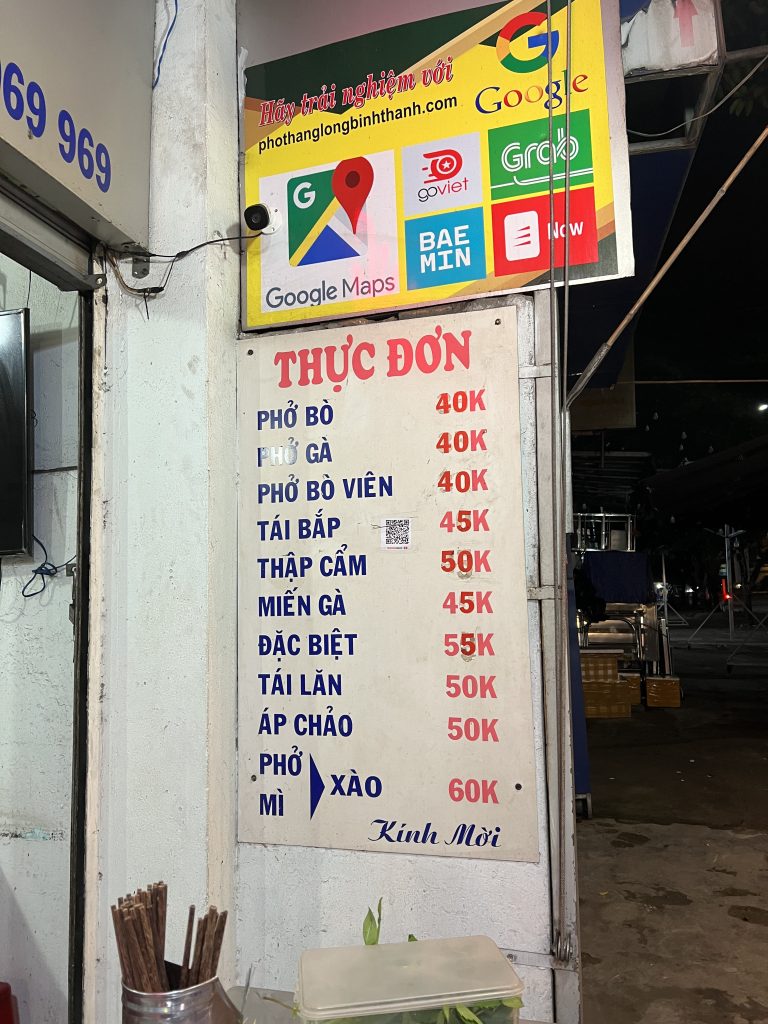 969 969
Hãy trải nghiệm với
phothanglongbinhthanh.com
Google
G
Google Maps
goviet
Grab
BAE
MIN
Now
THỰC ĐƠN
PHỞ BÒ 40K
PHỞ GÀ 40K
PHỞ BÒ VIÊN 40K
TÁI BẮP 45K
THẬP CẨM 50K
MIẾN GÀ 45K
ĐẶC BIỆT 55K
TÁI LĂN 50K
ÁP CHẢO 50K
PHỞ
MÌ
XÀO 60K
Kính Mời